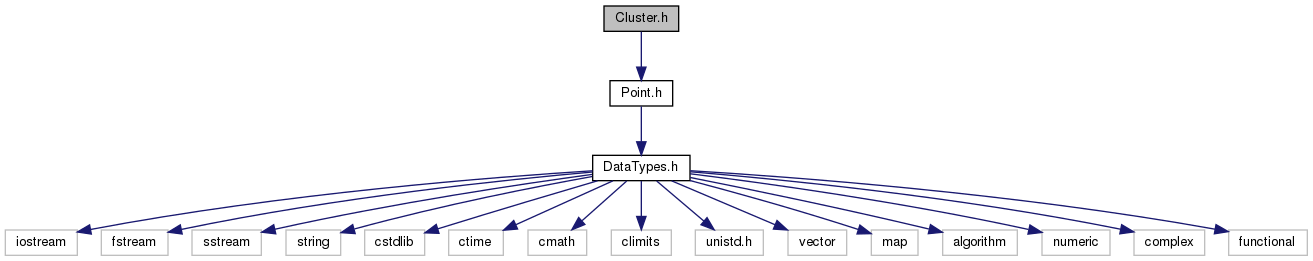 Cluster.h
Point.h
DataTypes.h
iostream fstream sstream string cstdlib ctime cmath climits unistd.h vector map algorithm numeric complex functional